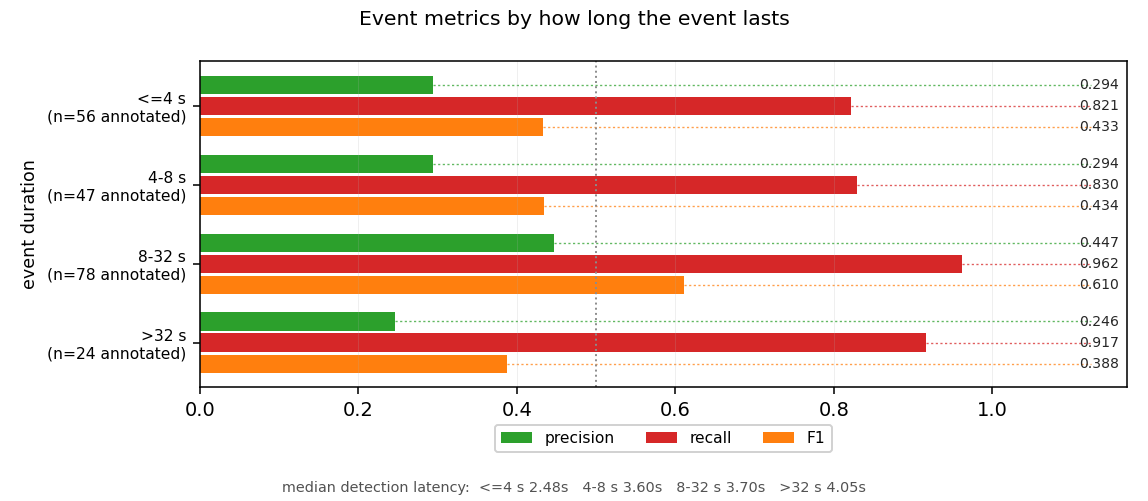 Event metrics by how long the event lasts
event duration
<=4 s
(n=56 annotated)
0.294
0.821
0.433
4-8 s
(n=47 annotated)
0.294
0.830
0.434
8-32 s
(n=78 annotated)
0.447
0.962
0.610
>32 s
(n=24 annotated)
0.246
0.917
0.388
0.0 0.2 0.4 0.6 0.8 1.0
precision recall F1
median detection latency: <=4 s 2.48s 4-8 s 3.60s 8-32 s 3.70s >32 s 4.05s